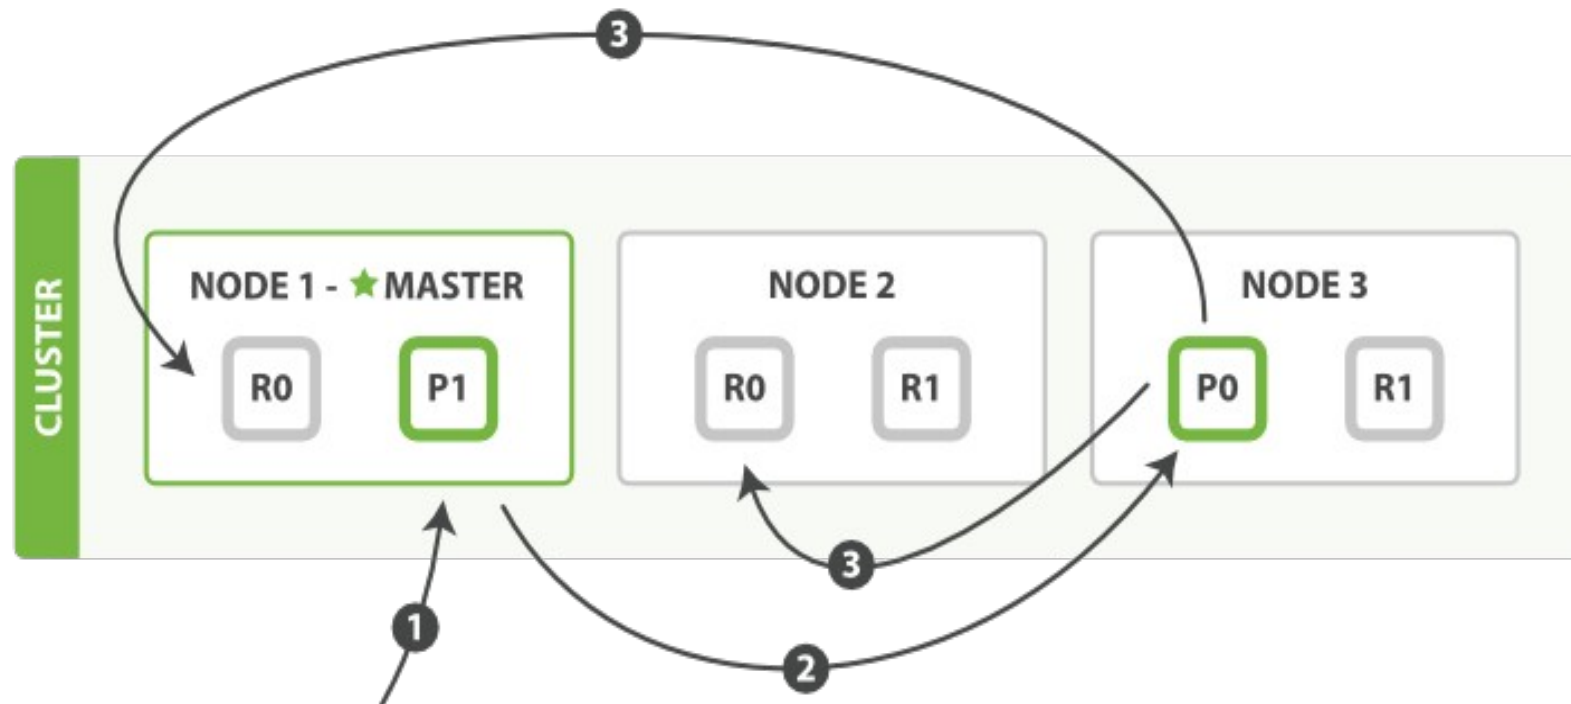 3
CLUSTER
NODE 1 - ★MASTER
NODE 2
NODE 3
R0
P1
R0
R1
P0
R1
3
1
2